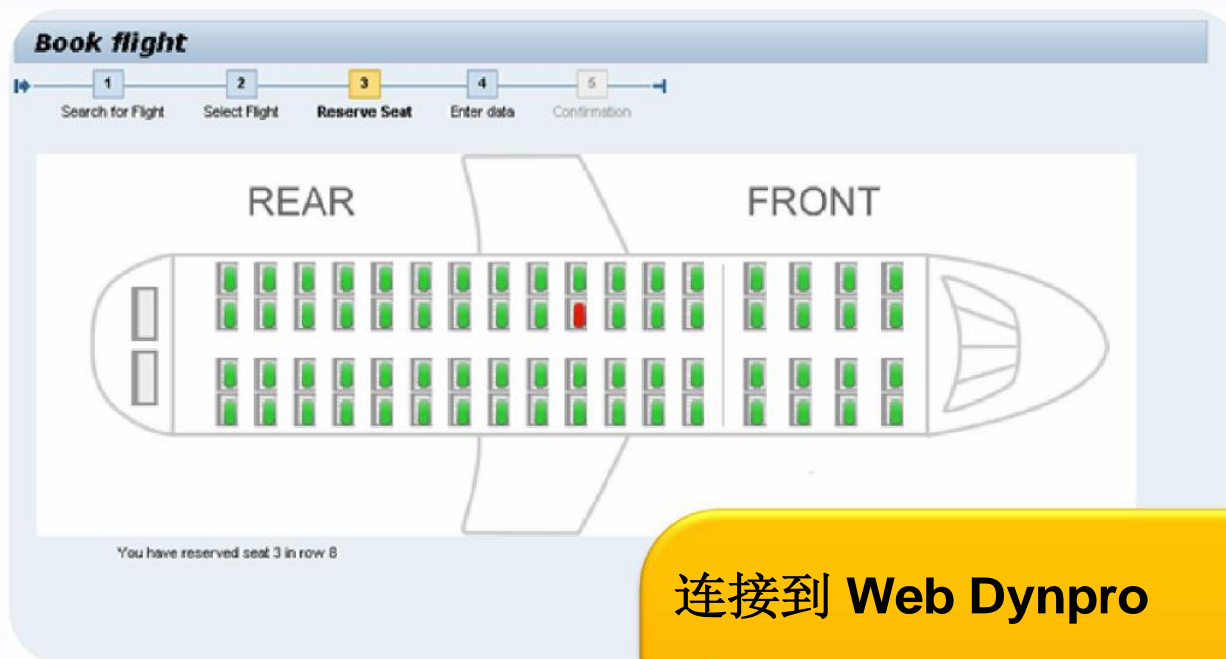 Book flight
1 2 3 4 5
Search for Flight Select Flight Reserve Seat Enter data Confirmation
REAR FRONT
You have reserved seat 3 in row 8
连接到 Web Dynpro